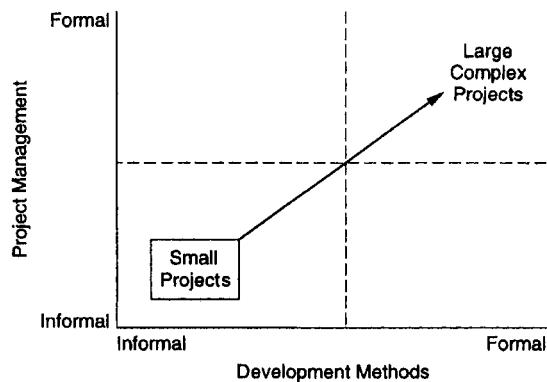 Formal
Large
Complex
Projects
Project Management
Small
Projects
Informal
Informal
Formal
Development Methods